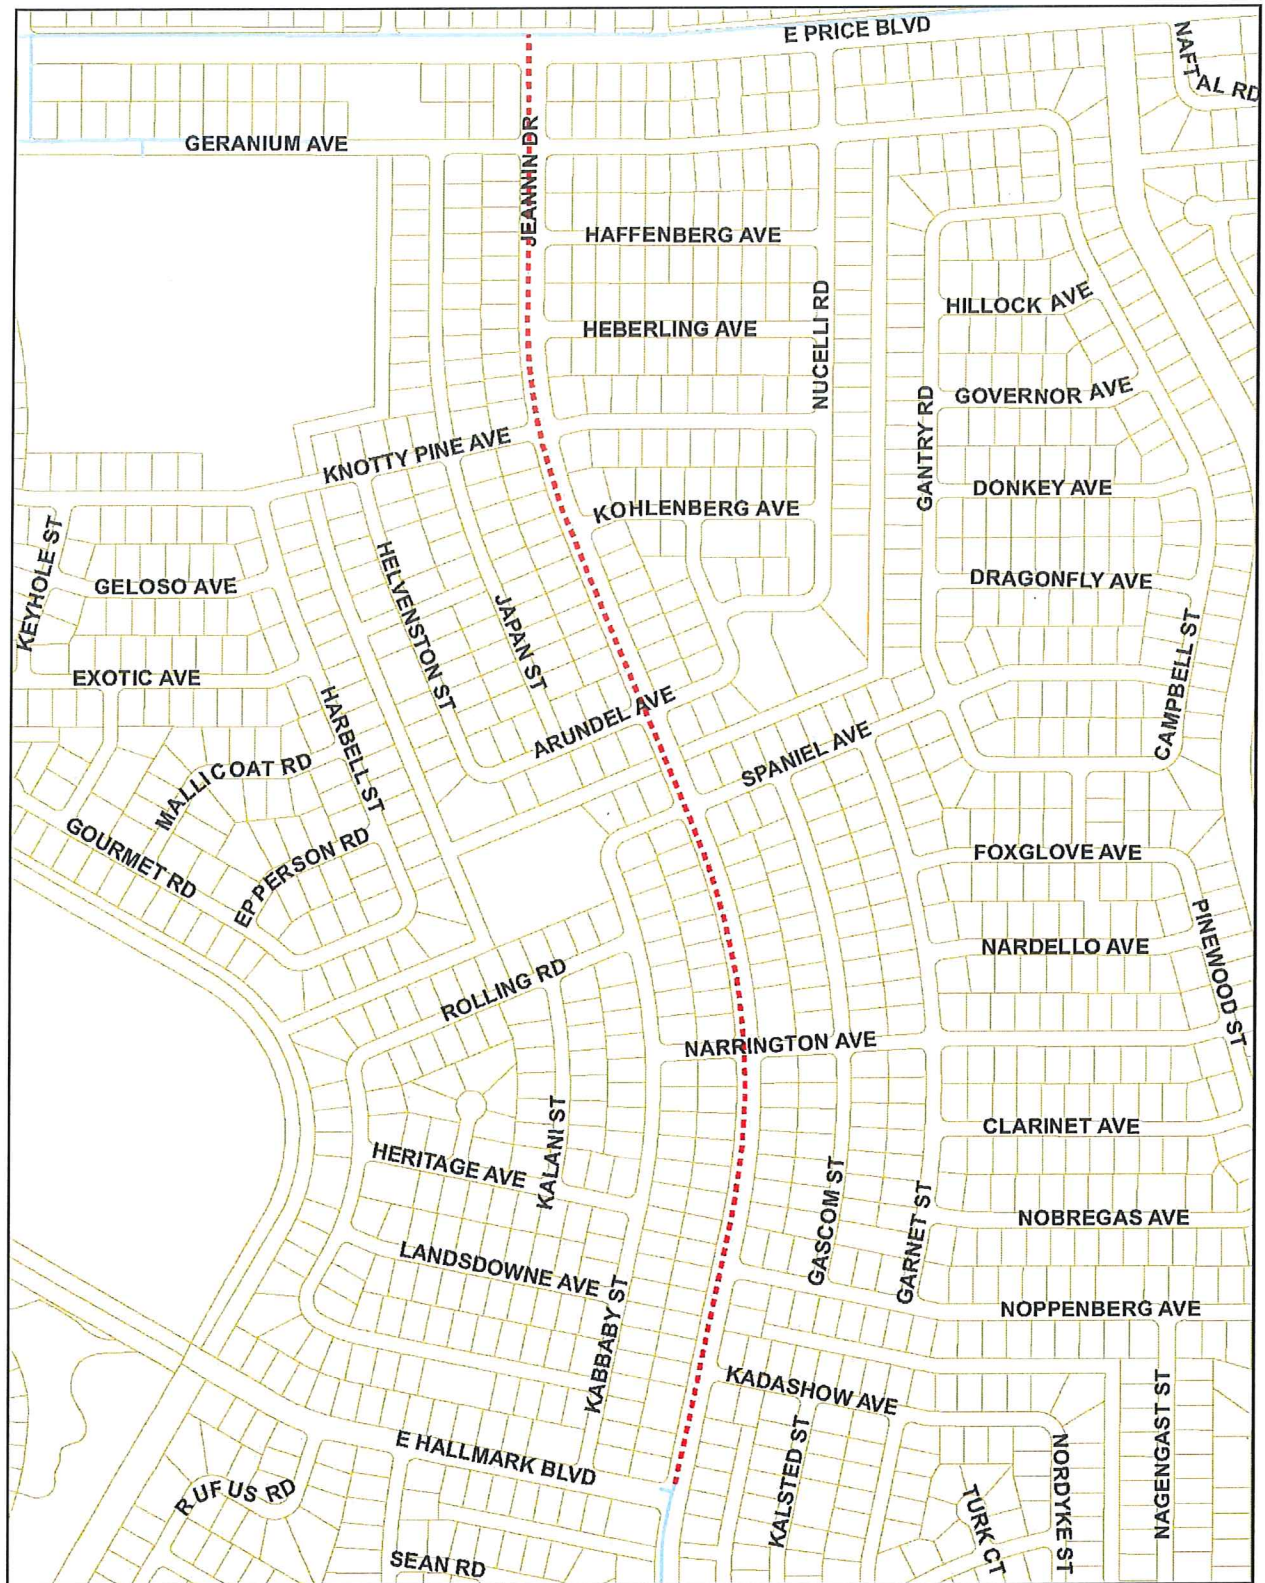 E PRICE BLVD
NAFTAL RD
GERANIUM AVE
JEANNIN DR
HAFFENBERG AVE
HEBERLING AVE
NUCELLI RD
HILLOCK AVE
GOVERNOR AVE
GANTRY RD
KNOTTY PINE AVE
KOHLENBERG AVE
DONKEY AVE
KEYHOLE ST
GELOSO AVE
HELVENSTON ST
JAPAN ST
DRAGONFLY AVE
CAMPBELL ST
EXOTIC AVE
HARBELL ST
ARUNDEL AVE
SPANIEL AVE
MALLICOAT RD
GOURMET RD
EPPERSON RD
FOXGLOVE AVE
PINEWOOD ST
NARDELLO AVE
ROLLING RD
NARRINGTON AVE
CLARINET AVE
HERITAGE AVE
KALANI ST
GASCOM ST
GARNET ST
NOBREGAS AVE
LANDSDOWNE AVE
KABBABY ST
NOPPENBERG AVE
KADASHOW AVE
NAGENGAST ST
E HALLMARK BLVD
KALSTED ST
NORDYKE ST
RUFUS RD
TURK CT
SEAN RD